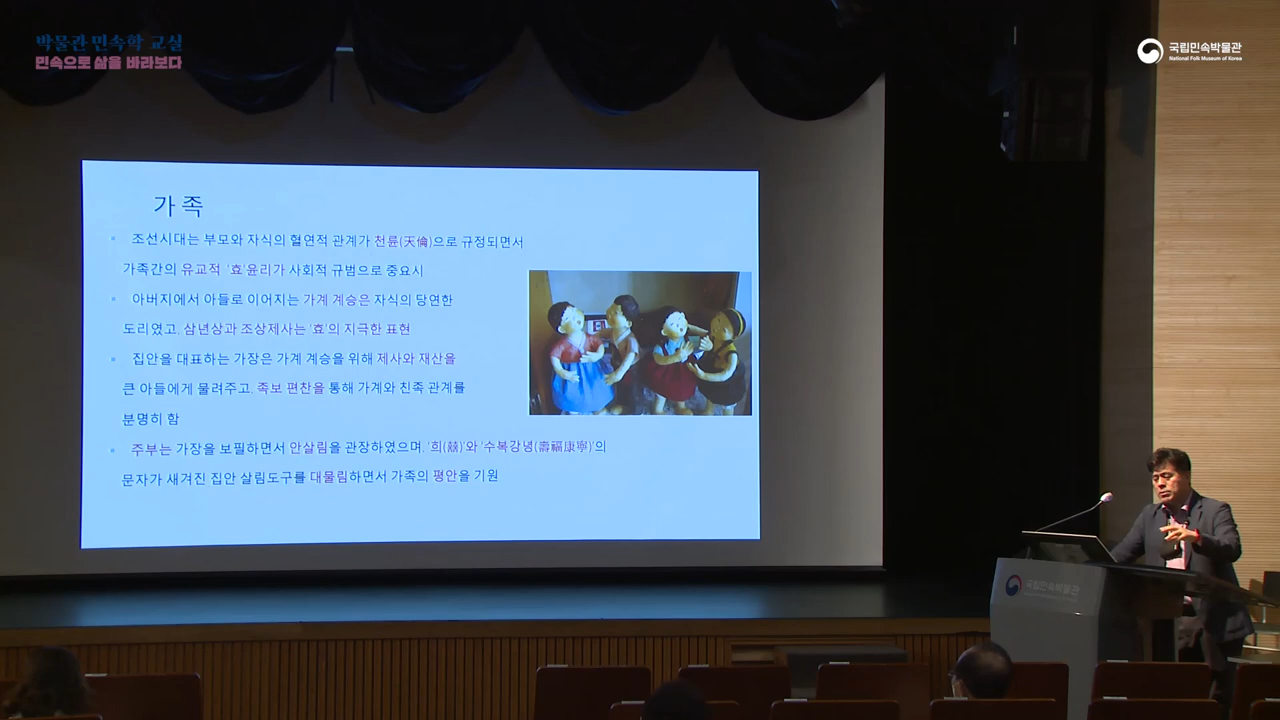 박물관 민속학 교실
민속으로 삶을 바라보다
국립민속박물관
National Folk Museum of Korea
가 족
조선시대는 부모와 자식의 혈연적 관계가 천륜(天倫)으로 규정되면서
가족간의 유교적 '효'윤리가 사회적 규범으로 중요시
아버지에서 아들로 이어지는 가계 계승은 자식의 당연한
도리였고, 삼년상과 조상제사는 '효'의 지극한 표현
집안을 대표하는 가장은 가계 계승을 위해 제사와 재산을
큰 아들에게 물려주고, 족보 편찬을 통해 가계와 친족 관계를
분명히 함
주부는 가장을 보필하면서 안살림을 관장하였으며, '희(囍)'와 '수복강녕(壽福康寧)'의
문자가 새겨진 집안 살림도구를 대물림하면서 가족의 평안을 기원
국립민속박물관